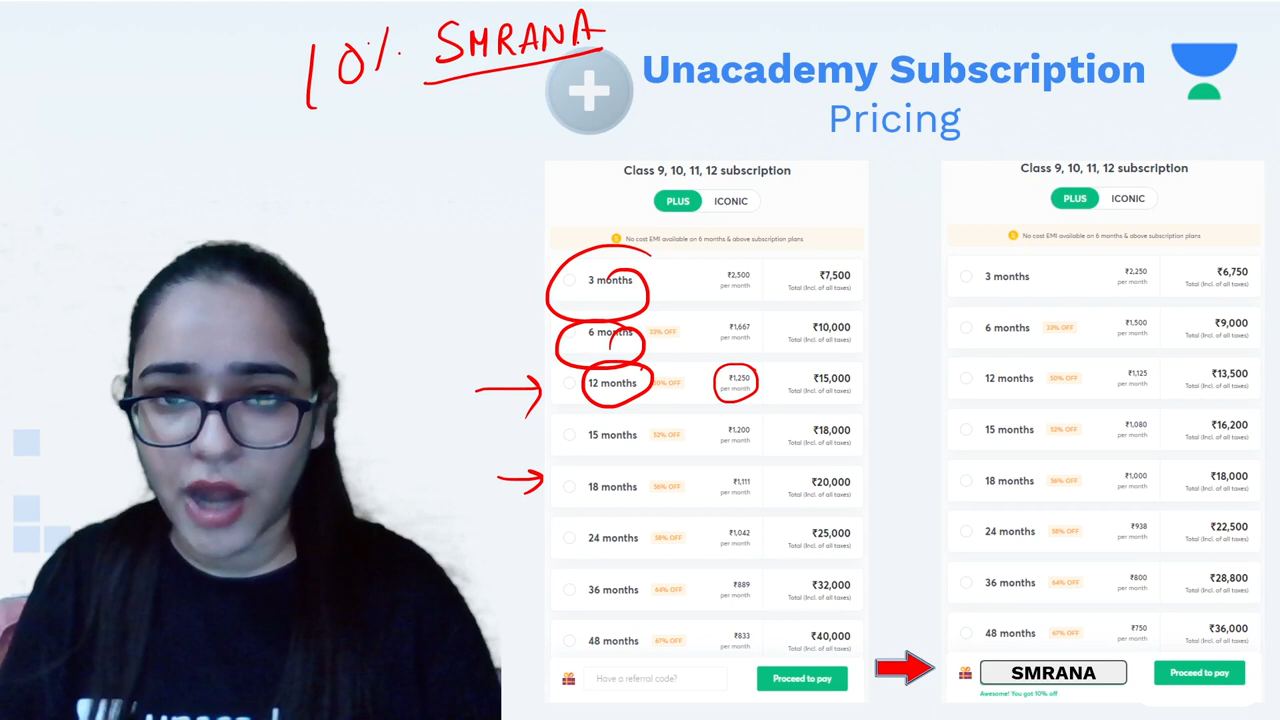 10% SMRANA
Unacademy Subscription
Pricing
Class 9, 10, 11, 12 subscription
PLUS ICONIC
No cost EMI available on 6 months & above subscription plans
3 months ₹2,500 per month ₹7,500 Total (Incl. of all taxes)
6 months 33% OFF ₹1,667 per month ₹10,000 Total (Incl. of all taxes)
12 months 50% OFF ₹1,250 per month ₹15,000 Total (Incl. of all taxes)
15 months 52% OFF ₹1,200 per month ₹18,000 Total (Incl. of all taxes)
18 months 56% OFF ₹1,111 per month ₹20,000 Total (Incl. of all taxes)
24 months 58% OFF ₹1,042 per month ₹25,000 Total (Incl. of all taxes)
36 months 64% OFF ₹889 per month ₹32,000 Total (Incl. of all taxes)
48 months 67% OFF ₹833 per month ₹40,000 Total (Incl. of all taxes)
Have a referral code? Proceed to pay
Class 9, 10, 11, 12 subscription
PLUS ICONIC
No cost EMI available on 6 months & above subscription plans
3 months ₹2,250 per month ₹6,750 Total (Incl. of all taxes)
6 months 33% OFF ₹1,500 per month ₹9,000 Total (Incl. of all taxes)
12 months 50% OFF ₹1,125 per month ₹13,500 Total (Incl. of all taxes)
15 months 52% OFF ₹1,080 per month ₹16,200 Total (Incl. of all taxes)
18 months 56% OFF ₹1,000 per month ₹18,000 Total (Incl. of all taxes)
24 months 58% OFF ₹938 per month ₹22,500 Total (Incl. of all taxes)
36 months 64% OFF ₹800 per month ₹28,800 Total (Incl. of all taxes)
48 months 67% OFF ₹750 per month ₹36,000 Total (Incl. of all taxes)
SMRANA Proceed to pay
Awesome! You got 10% off